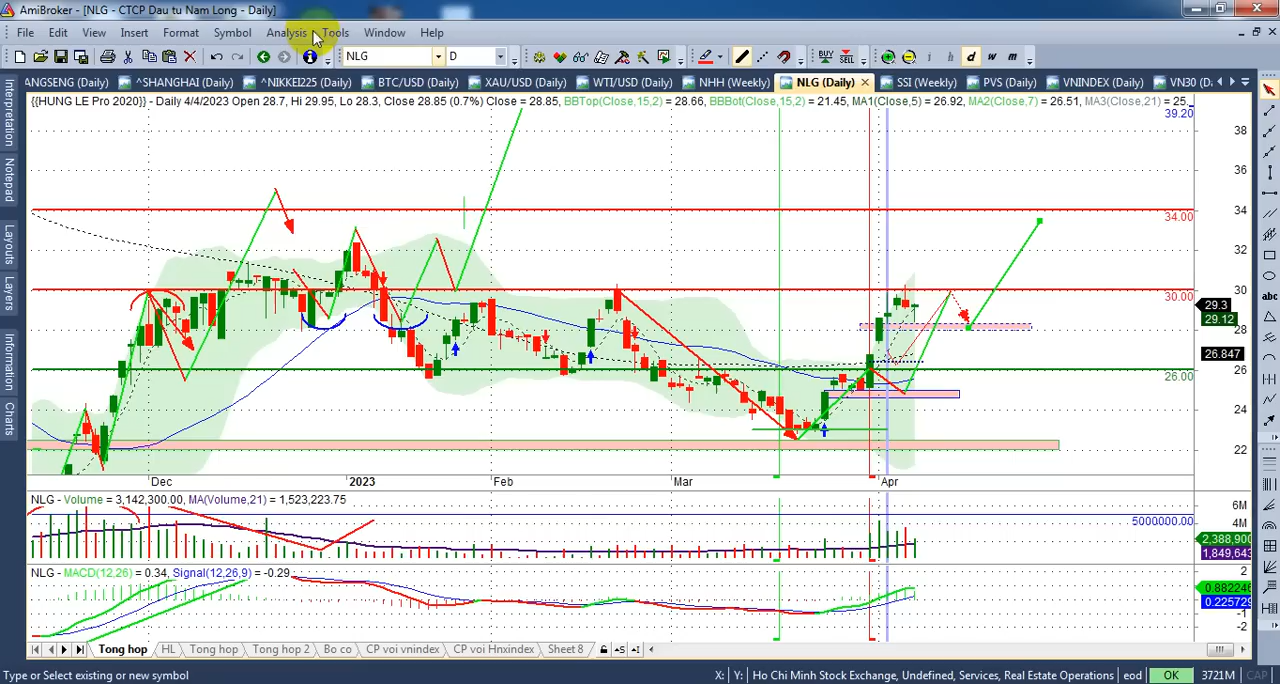 AmiBroker - [NLG - CTCP Dau tu Nam Long - Daily]
File Edit View Insert Format Symbol Analysis Tools Window Help
NLG D BUY SELL i h d w m
ANGSENG (Daily) ^SHANGHAI (Daily) ^NIKKEI225 (Daily) BTC/USD (Daily) XAU/USD (Daily) WTI/USD (Daily) NHH (Weekly) NLG (Daily) SSI (Weekly) PVS (Daily) VNINDEX (Daily) VN30 (D
{{HUNG LE Pro 2020}} - Daily 4/4/2023 Open 28.7, Hi 29.95, Lo 28.3, Close 28.85 (0.7%) Close = 28.85, BBTop(Close,15,2) = 28.66, BBBot(Close,15,2) = 21.45, MA1(Close,5) = 26.92, MA2(Close,7) = 26.51, MA3(Close,21) = 25.
39.20
38
36
34
34.00
32
30
30.00
29.3
29.12
28
26.847
26
26.00
24
22
Dec 2023 Feb Mar Apr
NLG - Volume = 3,142,300.00, MA(Volume,21) = 1,523,223.75
6M
5000000.00
4M
2,388,900
1,849,643
NLG - MACD(12,26) = 0.34, Signal(12,26,9) = -0.29
2
0.882246
0.225729
-1
-2
Tong hop HL Tong hop Tong hop 2 Bo co CP voi vnindex CP voi Hnxindex Sheet 8
Type or Select existing or new symbol X: Y: Ho Chi Minh Stock Exchange, Undefined, Services, Real Estate Operations eod OK 3721M CAP
Interpretation
Notepad
Layouts
Layers
Information
Charts
abc